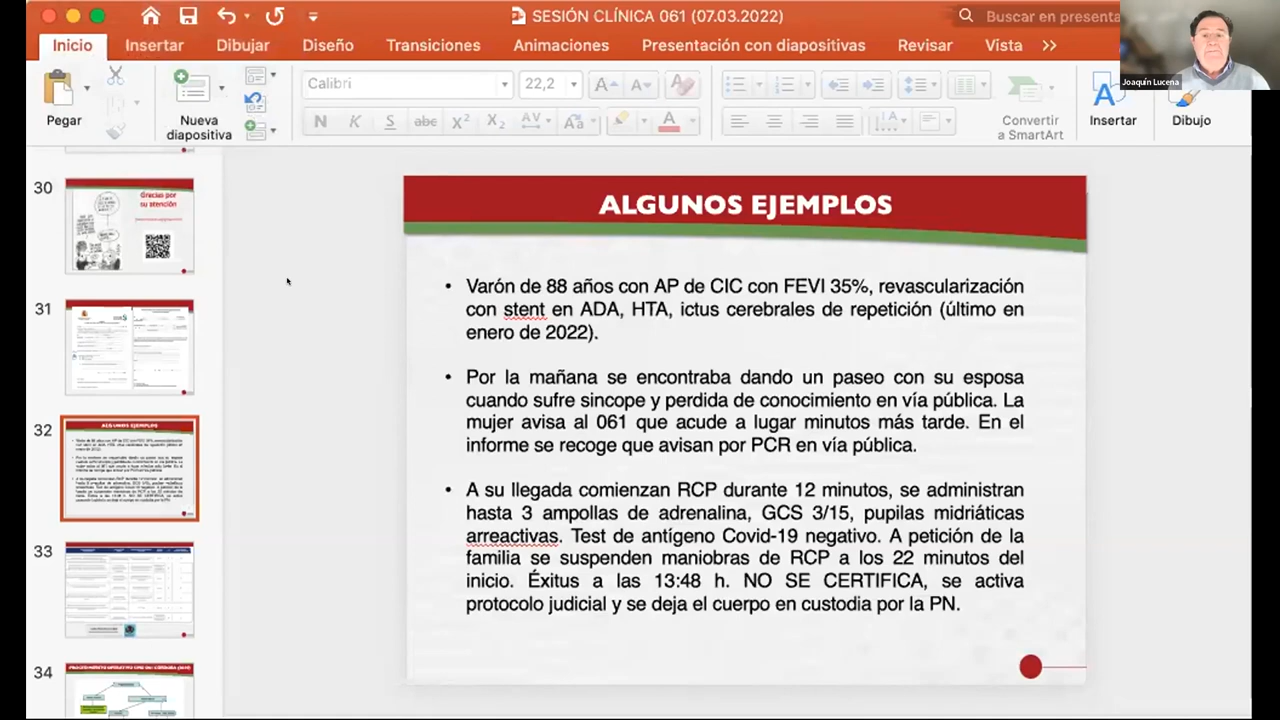 SESIÓN CLÍNICA 061 (07.03.2022)
Buscar en presenta
Joaquín Lucena
Inicio
Insertar
Dibujar
Diseño
Transiciones
Animaciones
Presentación con diapositivas
Revisar
Vista
Pegar
Nueva
diapositiva
Calibri
22,2
Convertir
a SmartArt
Insertar
Dibujo
30
Gracias por
su atención
31
32
ALGUNOS EJEMPLOS
33
34
ALGUNOS EJEMPLOS
• Varón de 88 años con AP de CIC con FEVI 35%, revascularización
con stent en ADA, HTA, ictus cerebrales de repetición (último en
enero de 2022).
• Por la mañana se encontraba dando un paseo con su esposa
cuando sufre sincope y perdida de conocimiento en vía pública. La
mujer avisa al 061 que acude a lugar minutos más tarde. En el
informe se recoge que avisan por PCR en vía pública.
• A su llegada comienzan RCP durante 12 minutos, se administran
hasta 3 ampollas de adrenalina, GCS 3/15, pupilas midriáticas
arreactivas. Test de antígeno Covid-19 negativo. A petición de la
familia se suspenden maniobras de RCP a los 22 minutos del
inicio. Éxitus a las 13:48 h. NO SE CERTIFICA, se activa
protocolo judicial y se deja el cuerpo en custodia por la PN.